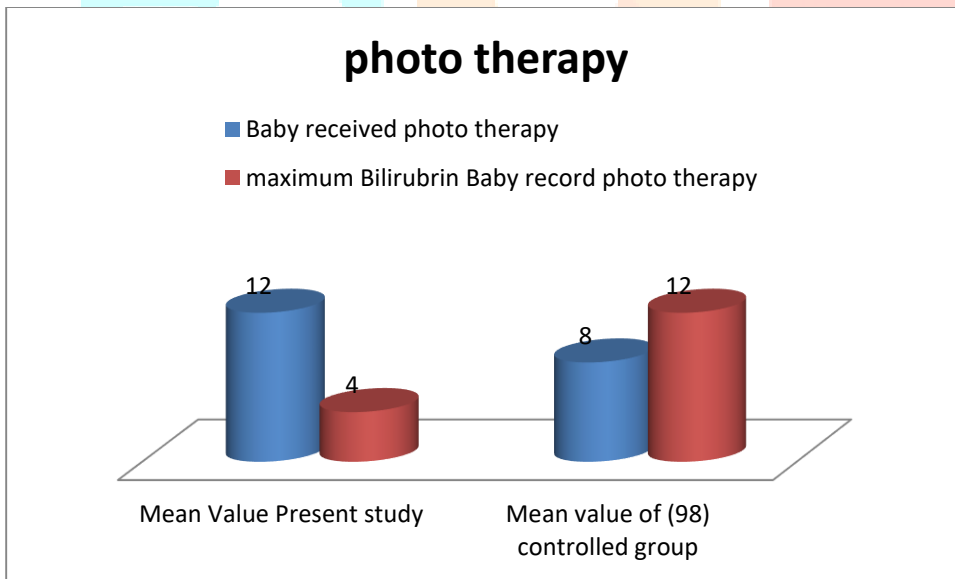 photo therapy
Baby received photo therapy
maximum Bilirubrin Baby record photo therapy
12
4
8
12
Mean Value Present study
Mean value of (98)
controlled group